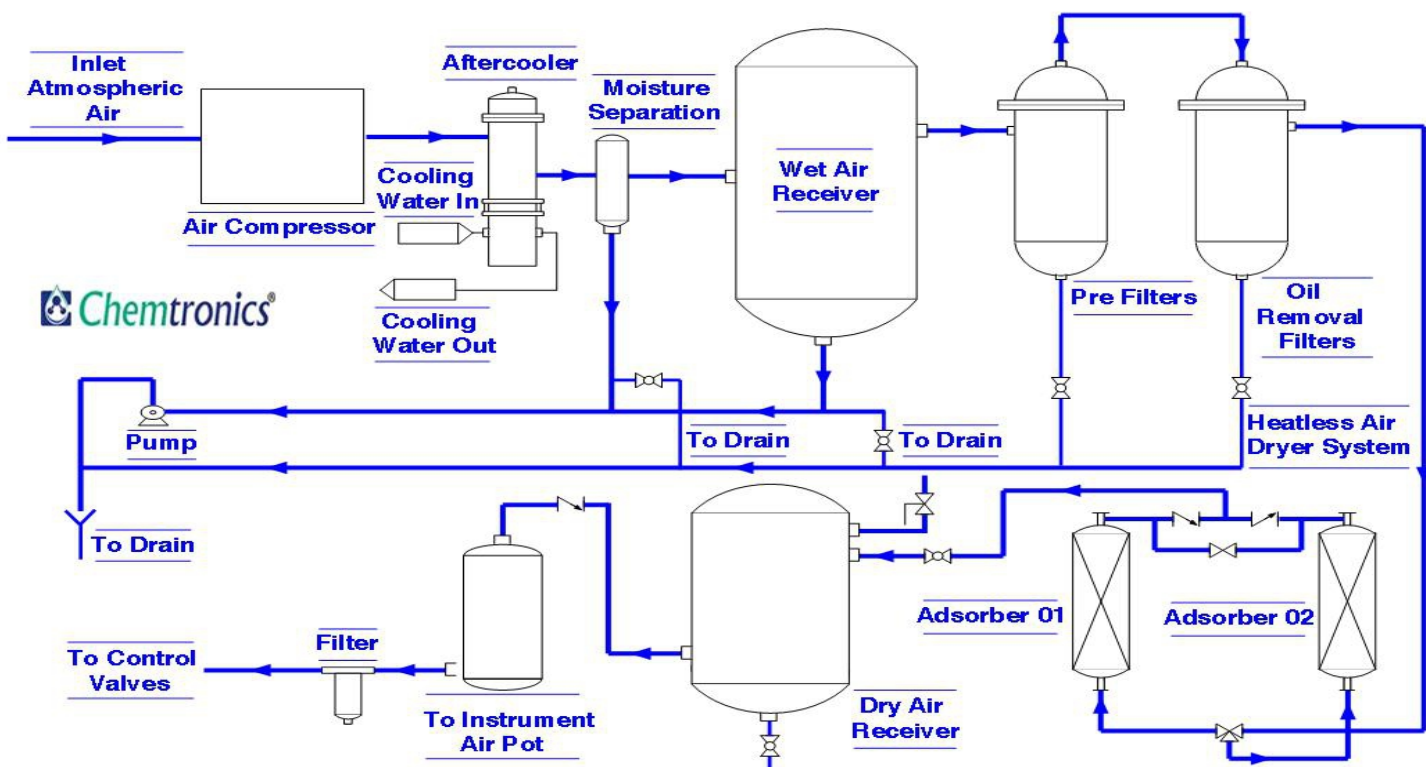 Inlet
Atmospheric
Air
Air Compressor
Aftercooler
Cooling
Water In
Cooling
Water Out
Moisture
Separation
Wet Air
Receiver
Pre Filters
Oil
Removal
Filters
Chemtronics®
Pump
To Drain
To Drain
Heatless Air
Dryer System
To Drain
Adsorber 01
Adsorber 02
Filter
To Control
Valves
To Instrument
Air Pot
Dry Air
Receiver